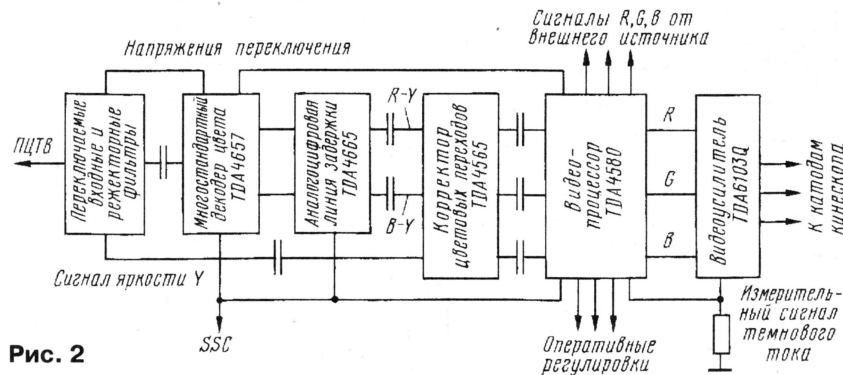 Сигналы R,G,B от
внешнего источника
Напряжения переключения
ПЦТВ
Переключаемые
входные и
режекторные
фильтры
Многостандартный
декодер цвета
TDA4657
Аналогоцифровая
линия задержки
TDA4665
R-Y
B-Y
Корректор
цветовых переходов
TDA4565
Видео-
процессор
TDA4580
R
G
B
Видеоусилитель
TDA6103Q
К катодам
кинескопа
Сигнал яркости Y
SSC
Оперативные
регулировки
Измеритель-
ный сигнал
темнового
тока
Рис. 2